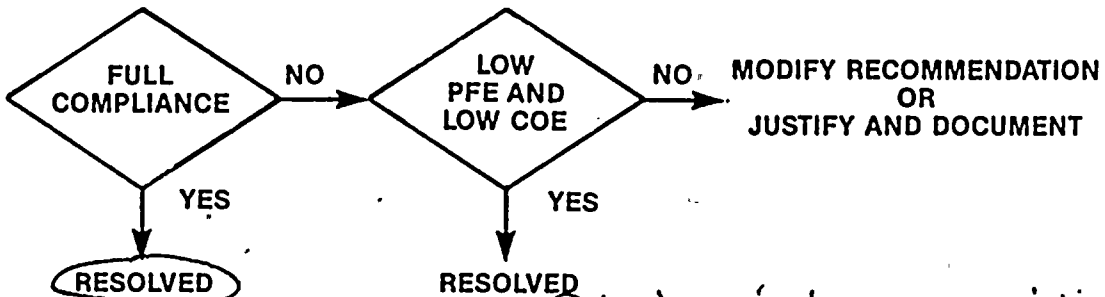 FULL
COMPLIANCE
NO
LOW
PFE AND
LOW COE
NO
MODIFY RECOMMENDATION
OR
JUSTIFY AND DOCUMENT
YES
YES
RESOLVED
RESOLVED